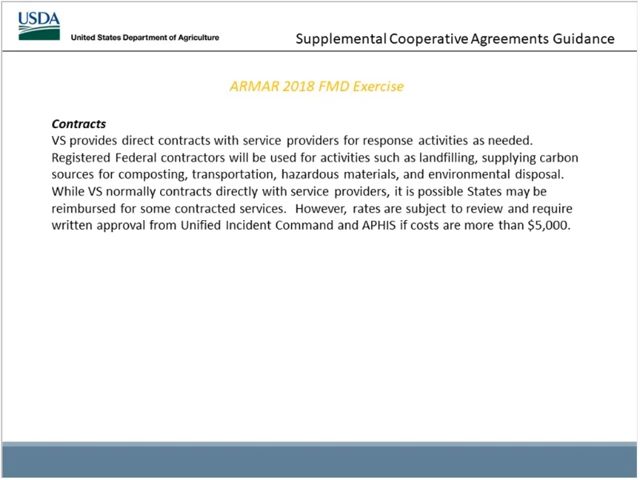 USDA
United States Department of Agriculture
Supplemental Cooperative Agreements Guidance
ARMAR 2018 FMD Exercise
Contracts
VS provides direct contracts with service providers for response activities as needed.
Registered Federal contractors will be used for activities such as landfilling, supplying carbon
sources for composting, transportation, hazardous materials, and environmental disposal.
While VS normally contracts directly with service providers, it is possible States may be
reimbursed for some contracted services. However, rates are subject to review and require
written approval from Unified Incident Command and APHIS if costs are more than $5,000.